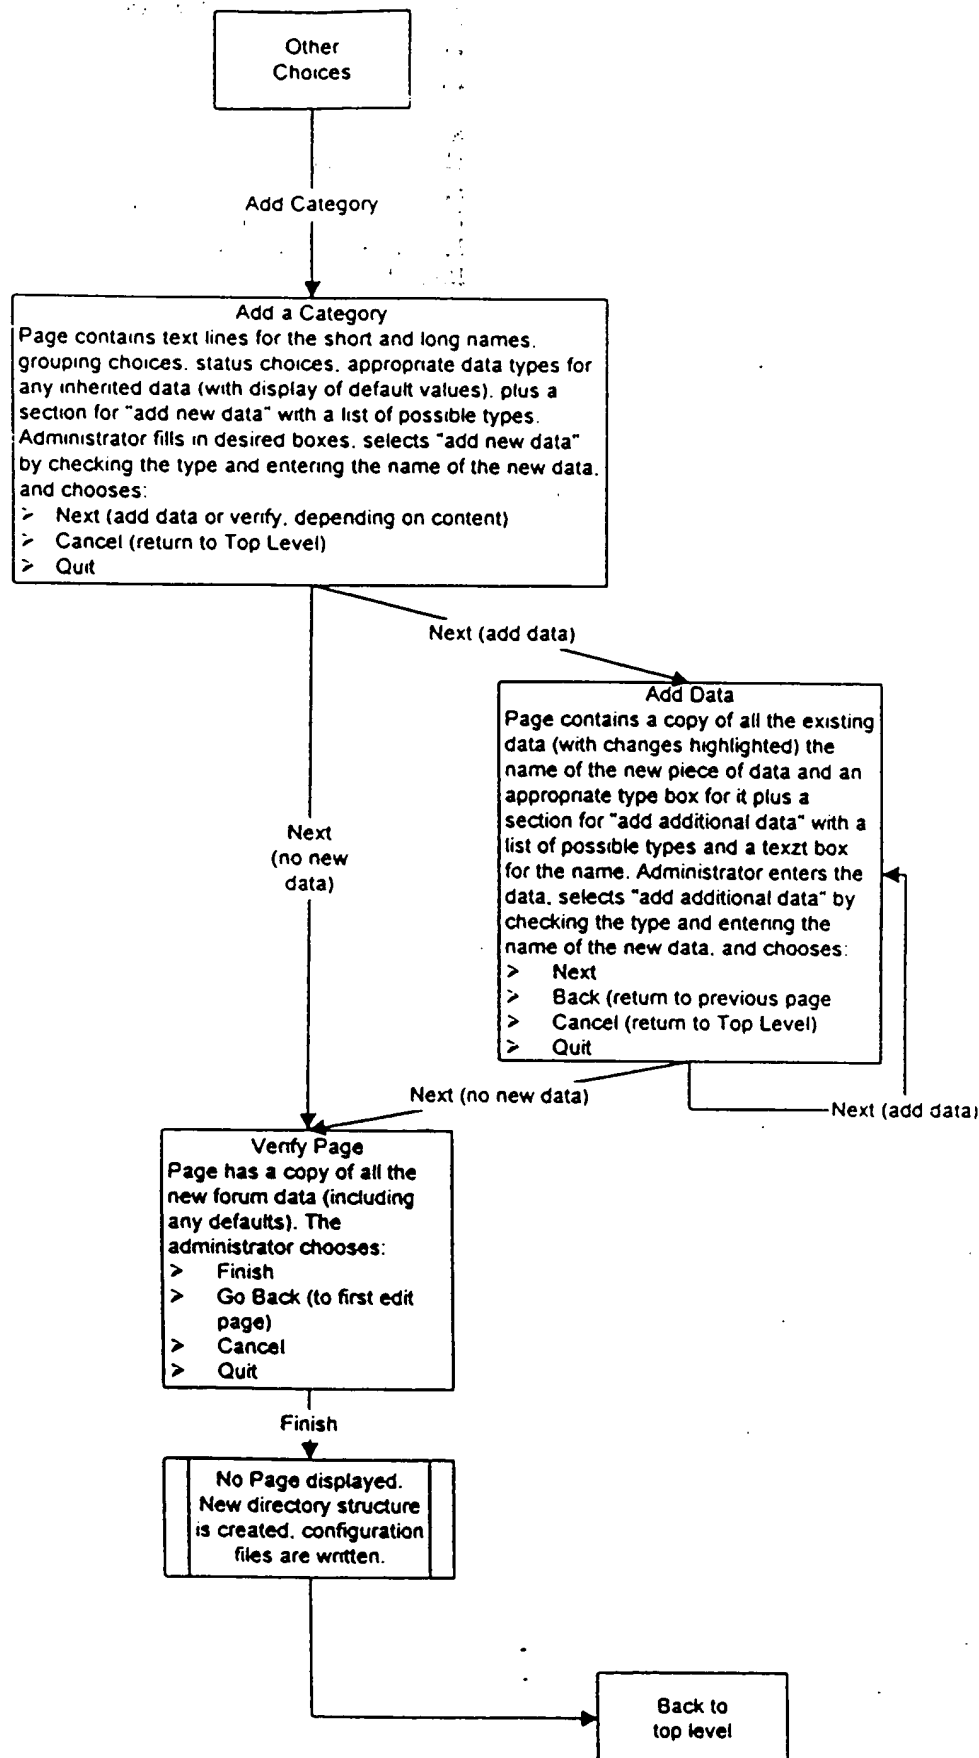 Other
Choices
Add Category
Add a Category
Page contains text lines for the short and long names,
grouping choices, status choices, appropriate data types for
any inherited data (with display of default values), plus a
section for "add new data" with a list of possible types.
Administrator fills in desired boxes, selects "add new data"
by checking the type and entering the name of the new data,
and chooses:
> Next (add data or verify, depending on content)
> Cancel (return to Top Level)
> Quit
Next (add data)
Add Data
Page contains a copy of all the existing
data (with changes highlighted) the
name of the new piece of data and an
appropriate type box for it plus a
section for "add additional data" with a
list of possible types and a texzt box
for the name. Administrator enters the
data, selects "add additional data" by
checking the type and entering the
name of the new data, and chooses:
> Next
> Back (return to previous page
> Cancel (return to Top Level)
> Quit
Next
(no new
data)
Next (no new data)
Next (add data)
Verify Page
Page has a copy of all the
new forum data (including
any defaults). The
administrator chooses:
> Finish
> Go Back (to first edit
page)
> Cancel
> Quit
Finish
No Page displayed.
New directory structure
is created, configuration
files are written.
Back to
top level